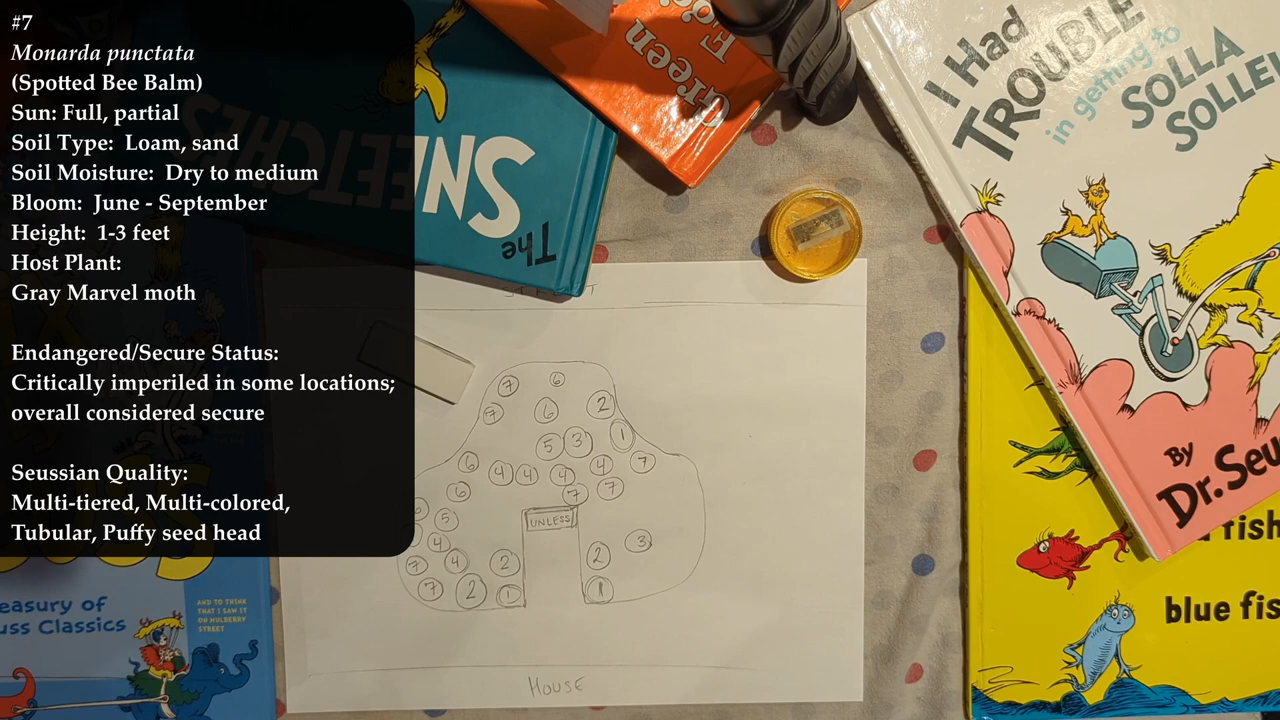 #7
Monarda punctata
(Spotted Bee Balm)
Sun: Full, partial
Soil Type: Loam, sand
Soil Moisture: Dry to medium
Bloom: June - September
Height: 1-3 feet
Host Plant:
Gray Marvel moth
Endangered/Secure Status:
Critically imperiled in some locations;
overall considered secure
Seussian Quality:
Multi-tiered, Multi-colored,
Tubular, Puffy seed head
The
SNEETCHES
Green
I Had
TROUBLE
in getting to
SOLLA
SOLLEW
By
Dr. Seu
fish
blue fis
7 6
7 6 2
5 3 1
6 4 4 4 4 7
6 7 7
5
4
7 4 2
7 2 1
UNLESS
3
2
1
HOUSE
easury of
uss Classics
AND TO THINK
THAT I SAW IT
ON MULBERRY
STREET